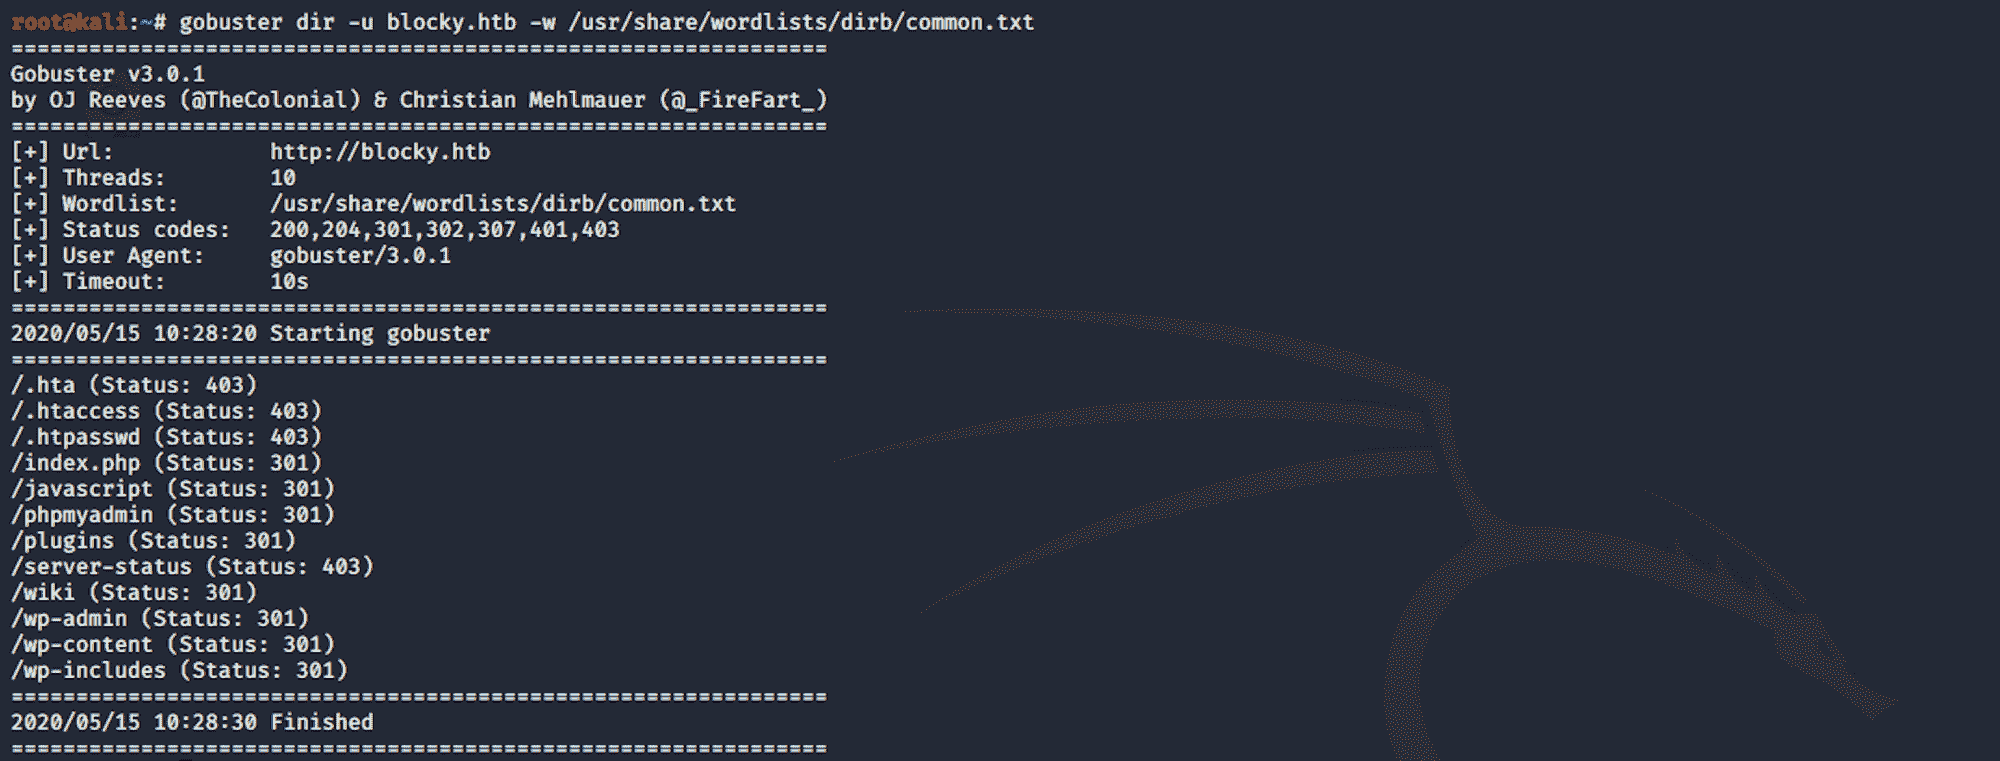 root@kali:~# gobuster dir -u blocky.htb -w /usr/share/wordlists/dirb/common.txt
===============================================================
Gobuster v3.0.1
by OJ Reeves (@TheColonial) & Christian Mehlmauer (@_FireFart_)
===============================================================
[+] Url:            http://blocky.htb
[+] Threads:        10
[+] Wordlist:       /usr/share/wordlists/dirb/common.txt
[+] Status codes:   200,204,301,302,307,401,403
[+] User Agent:     gobuster/3.0.1
[+] Timeout:        10s
===============================================================
2020/05/15 10:28:20 Starting gobuster
===============================================================
/.hta (Status: 403)
/.htaccess (Status: 403)
/.htpasswd (Status: 403)
/index.php (Status: 301)
/javascript (Status: 301)
/phpmyadmin (Status: 301)
/plugins (Status: 301)
/server-status (Status: 403)
/wiki (Status: 301)
/wp-admin (Status: 301)
/wp-content (Status: 301)
/wp-includes (Status: 301)
===============================================================
2020/05/15 10:28:30 Finished
===============================================================